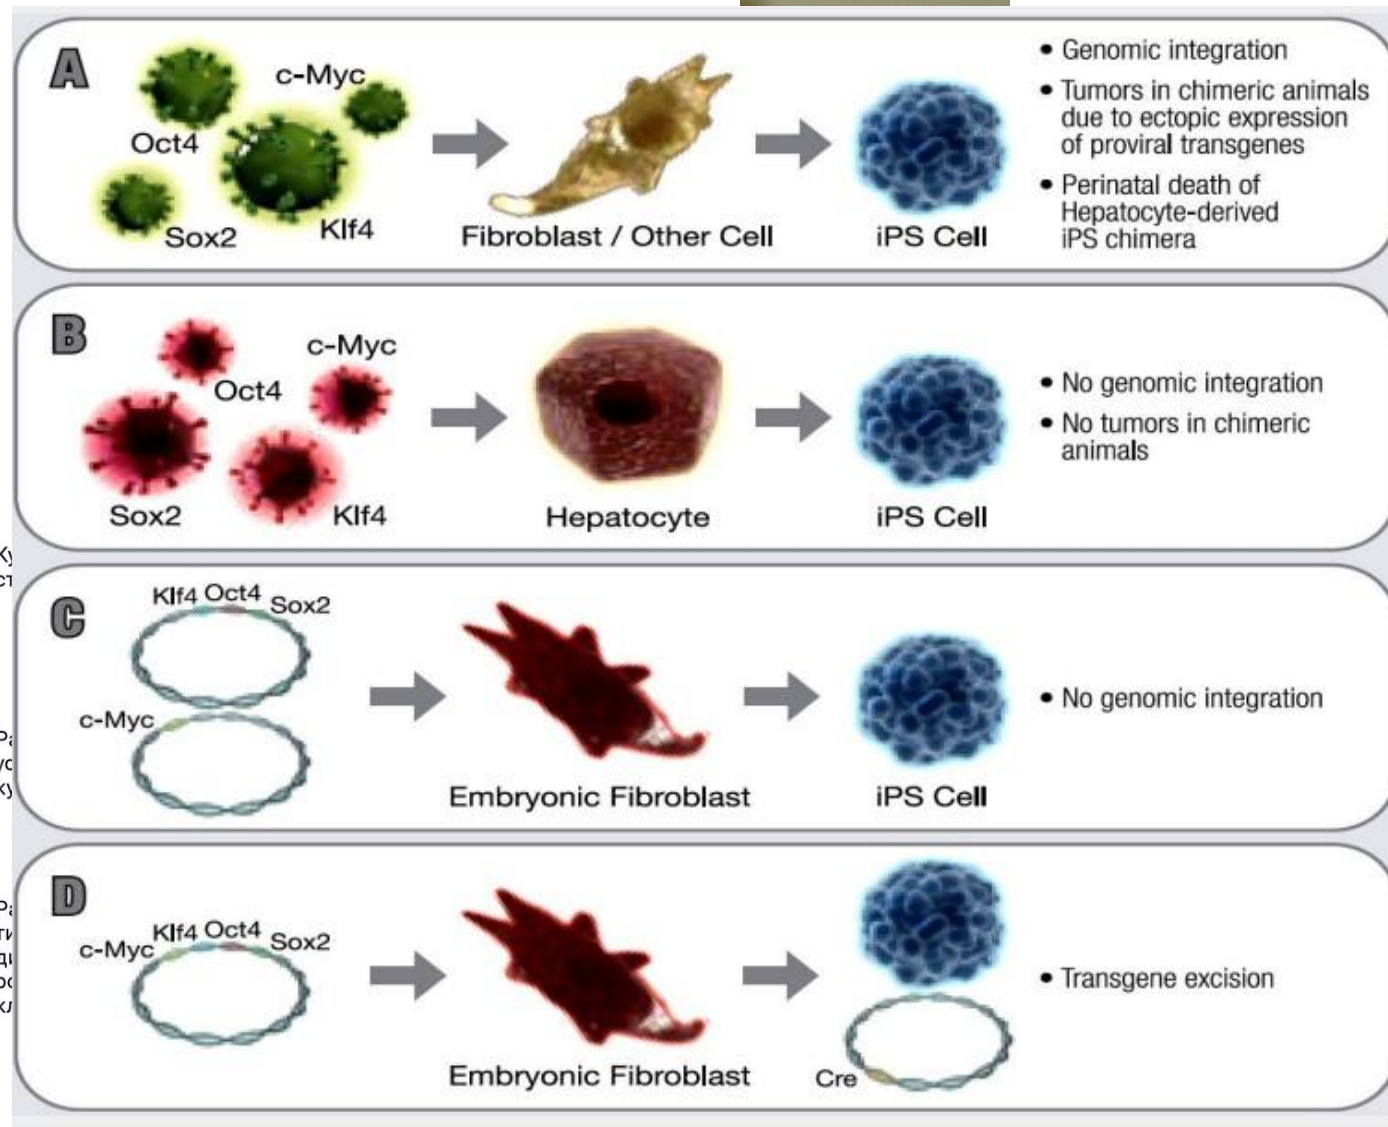 A
c-Myc
Oct4
Sox2
Klf4
Fibroblast / Other Cell
iPS Cell
• Genomic integration
• Tumors in chimeric animals
due to ectopic expression
of proviral transgenes
• Perinatal death of
Hepatocyte-derived
iPS chimera
B
c-Myc
Oct4
Sox2
Klf4
Hepatocyte
iPS Cell
• No genomic integration
• No tumors in chimeric
animals
C
Klf4 Oct4 Sox2
c-Myc
Embryonic Fibroblast
iPS Cell
• No genomic integration
D
c-Myc Klf4 Oct4 Sox2
Embryonic Fibroblast
Cre
• Transgene excision